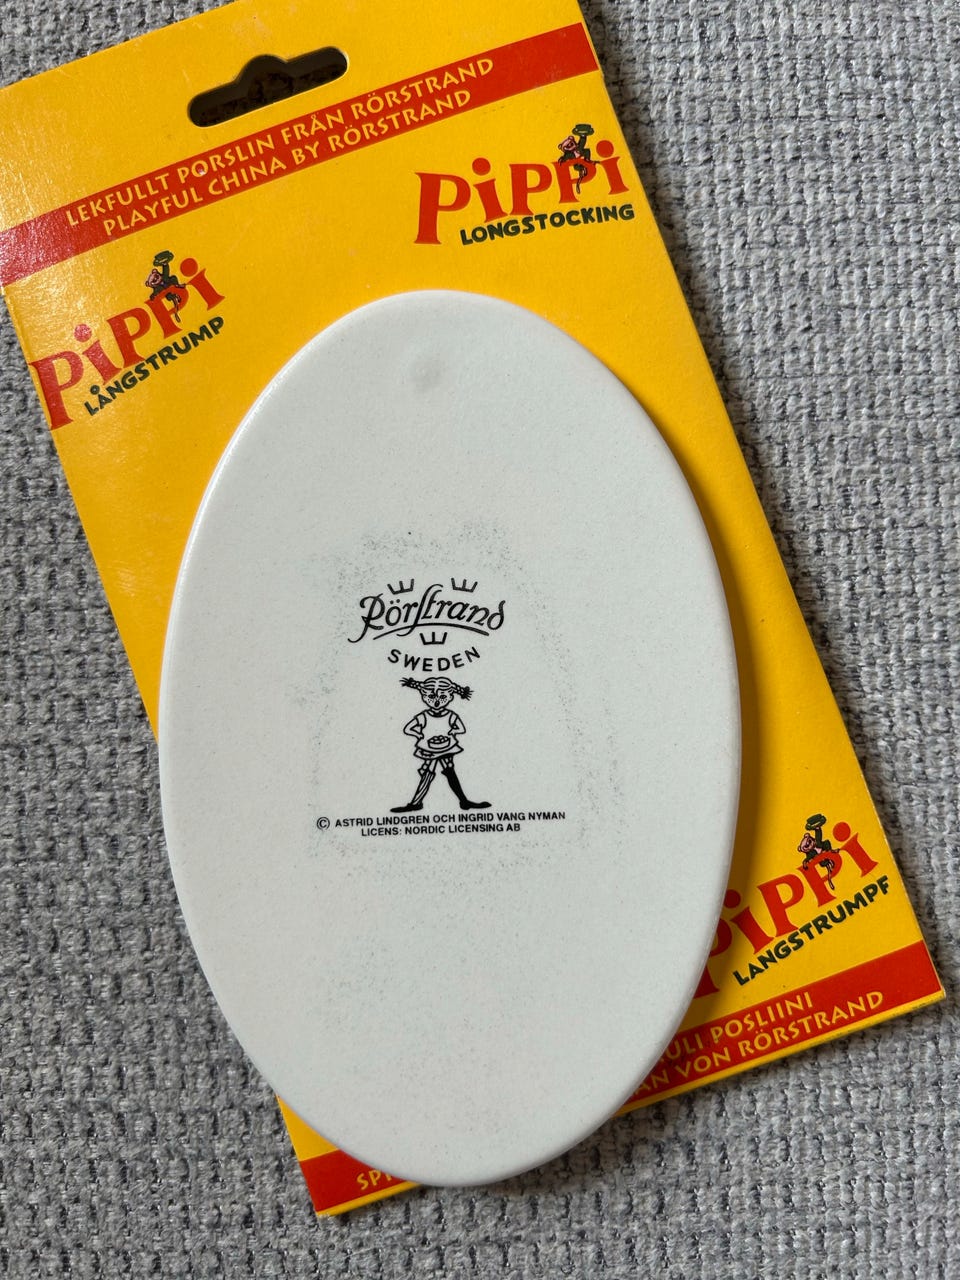 LEKFULLT PORSLIN FRÅN RÖRSTRAND
PLAYFUL CHINA BY RÖRSTRAND
PiPPi
LONGSTOCKING
PiPPi
LÅNGSTRUMP
Rörstrand
SWEDEN
© ASTRID LINDGREN OCH INGRID VANG NYMAN
LICENS: NORDIC LICENSING AB
PiPPi
LANGSTRUMPF
POSLIINI
VON RÖRSTRAND